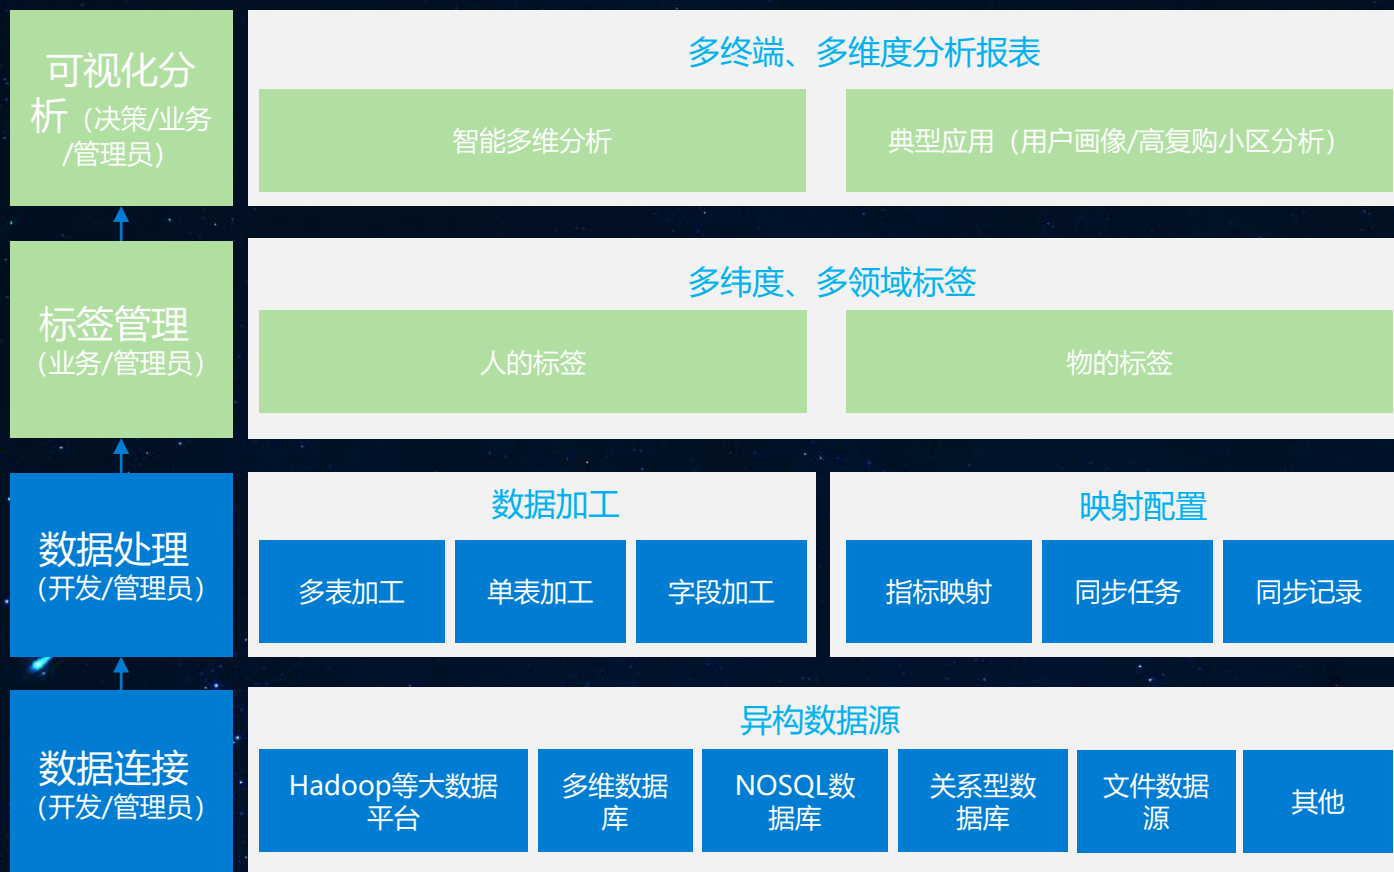 可视化分
析（决策/业务
/管理员）
多终端、多维度分析报表
智能多维分析
典型应用（用户画像/高复购小区分析）
标签管理
（业务/管理员）
多纬度、多领域标签
人的标签
物的标签
数据处理
（开发/管理员）
数据加工
多表加工
单表加工
字段加工
映射配置
指标映射
同步任务
同步记录
数据连接
（开发/管理员）
异构数据源
Hadoop等大数据
平台
多维数据
库
NOSQL数
据库
关系型数
据库
文件数据
源
其他